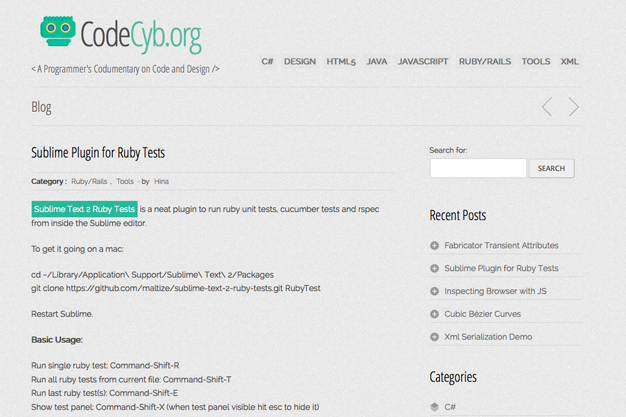 CodeCyb.org
< A Programmer's Codumentary on Code and Design />
C# DESIGN HTML5 JAVA JAVASCRIPT RUBY/RAILS TOOLS XML
Blog
Sublime Plugin for Ruby Tests
Category : Ruby/Rails , Tools · by Hina
Sublime Text 2 Ruby Tests is a neat plugin to run ruby unit tests, cucumber tests and rspec
from inside the Sublime editor.
To get it going on a mac:
cd ~/Library/Application\ Support/Sublime\ Text\ 2/Packages
git clone https://github.com/maltize/sublime-text-2-ruby-tests.git RubyTest
Restart Sublime.
Basic Usage:
Run single ruby test: Command-Shift-R
Run all ruby tests from current file: Command-Shift-T
Run last ruby test(s): Command-Shift-E
Show test panel: Command-Shift-X (when test panel visible hit esc to hide it)
Search for:
SEARCH
Recent Posts
Fabricator Transient Attributes
Sublime Plugin for Ruby Tests
Inspecting Browser with JS
Cubic Bézier Curves
Xml Serialization Demo
Categories
C#